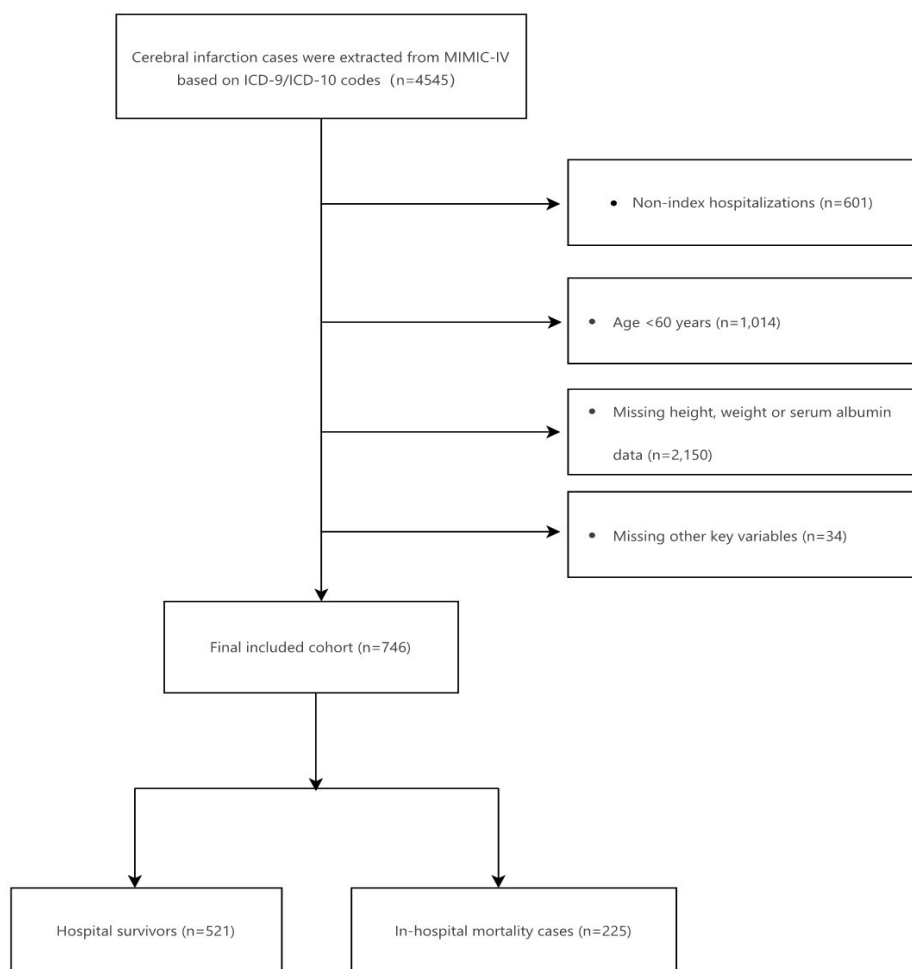 Cerebral infarction cases were extracted from MIMIC-IV
based on ICD-9/ICD-10 codes (n=4545)
• Non-index hospitalizations (n=601)
• Age <60 years (n=1,014)
• Missing height, weight or serum albumin
data (n=2,150)
• Missing other key variables (n=34)
Final included cohort (n=746)
Hospital survivors (n=521)
In-hospital mortality cases (n=225)